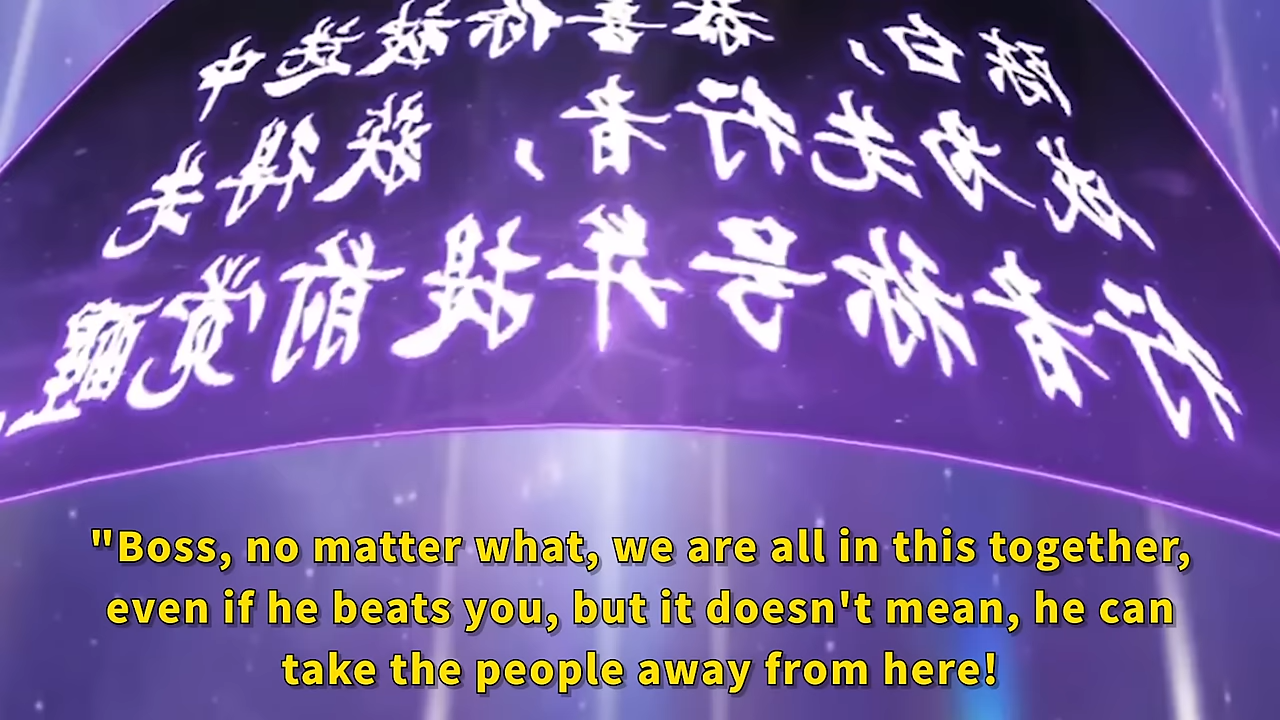 陈白，恭喜你被选中
成为先行者，获得先
行者称号并提前觉醒
"Boss, no matter what, we are all in this together,
even if he beats you, but it doesn't mean, he can
take the people away from here!